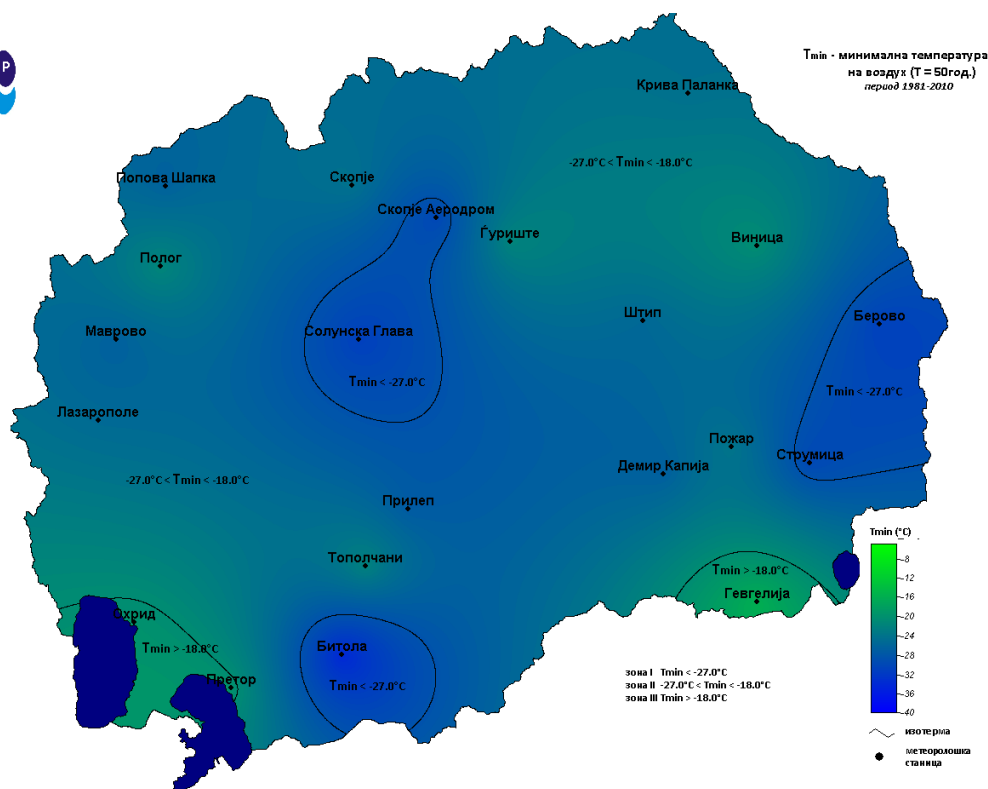 P
Tmin - минимална температура
на воздух (T = 50год.)
период 1981-2010
Крива Паланка
-27.0°C < Tmin < -18.0°C
Попова Шапка
Скопје
Скопје Аеродром
Ѓуриште
Виница
Полог
Штип
Берово
Маврово
Солунска Глава
Tmin < -27.0°C
Tmin < -27.0°C
Лазарополе
Пожар
Струмица
Демир Капија
-27.0°C < Tmin < -18.0°C
Прилеп
Тополчани
Tmin > -18.0°C
Гевгелија
Охрид
Tmin > -18.0°C
Битола
Претор
Tmin < -27.0°C
Tmin (°C)
-8
-12
-16
-20
-24
-28
-32
-36
-40
зона I Tmin < -27.0°C
зона II -27.0°C < Tmin < -18.0°C
зона III Tmin > -18.0°C
изотерма
метеоролошка
станица